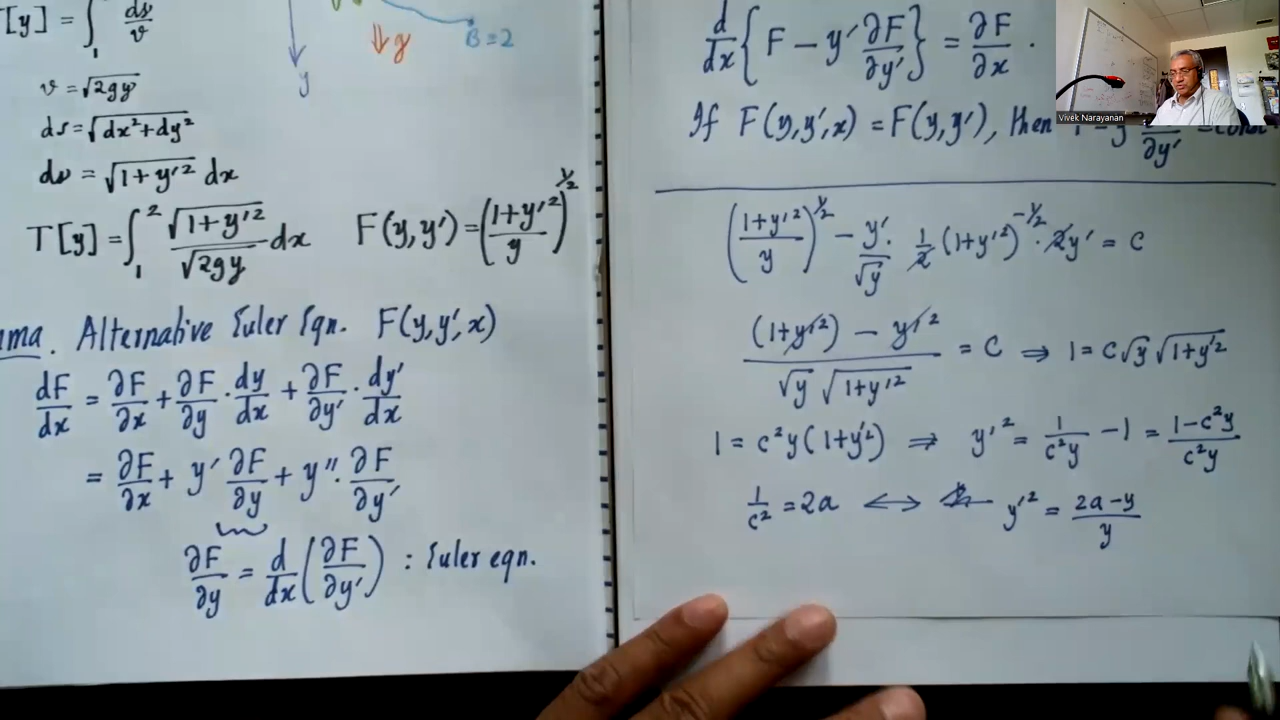 T[y] = ∫₁ ds/v
v = √2gy
ds = √dx² + dy²
ds = √1 + y'² dx
T[y] = ∫₁² √1+y'² / √2gy dx    F(y,y') = ((1+y'²)/y)^½
y
g
B=2
Alternative Euler Eqn. F(y,y',x)
dF/dx = ∂F/∂x + ∂F/∂y · dy/dx + ∂F/∂y' · dy'/dx
= ∂F/∂x + y' ∂F/∂y + y'' · ∂F/∂y'
∂F/∂y = d/dx (∂F/∂y') : Euler eqn.
d/dx {F − y' ∂F/∂y'} = ∂F/∂x ·
If F(y,y',x) = F(y,y'), then
((1+y'²)/y)^½ − y'/√y · 1/2 (1+y'²)^-½ · 2y' = C
((1+y'²) − y'²) / (√y √1+y'²) = C ⇒ 1 = C√y √1+y'²
1 = c²y(1+y'²) ⇒ y'² = 1/c²y − 1 = (1−c²y)/c²y
1/c² = 2a ↔ y'² = (2a−y)/y
Vivek Narayanan